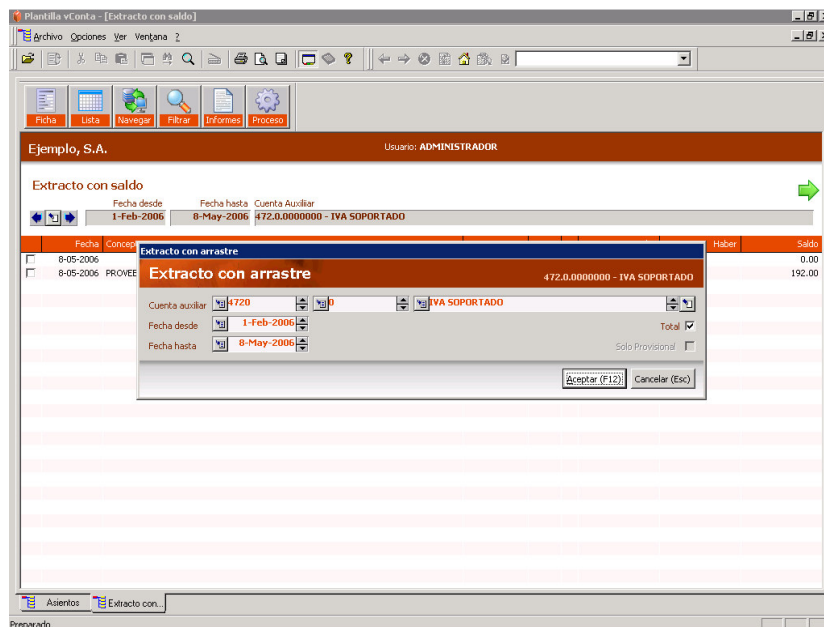 Plantilla vConta - [Extracto con saldo]
Archivo Opciones Ver Ventana ?
Ficha Lista Navegar Filtrar Informes Proceso
Ejemplo, S.A. Usuario: ADMINISTRADOR
Extracto con saldo
Fecha desde Fecha hasta Cuenta Auxiliar
1-Feb-2006 8-May-2006 472.0.0000000 - IVA SOPORTADO
Fecha Haber Saldo
8-05-2006 0.00
8-05-2006 192.00
Extracto con arrastre
Extracto con arrastre 472.0.0000000 - IVA SOPORTADO
Cuenta auxiliar 4720 0 IVA SOPORTADO
Fecha desde 1-Feb-2006 Total
Fecha hasta 8-May-2006 Solo Provisional
Aceptar (F12) Cancelar (Esc)
Asientos Extracto con...
Preparado